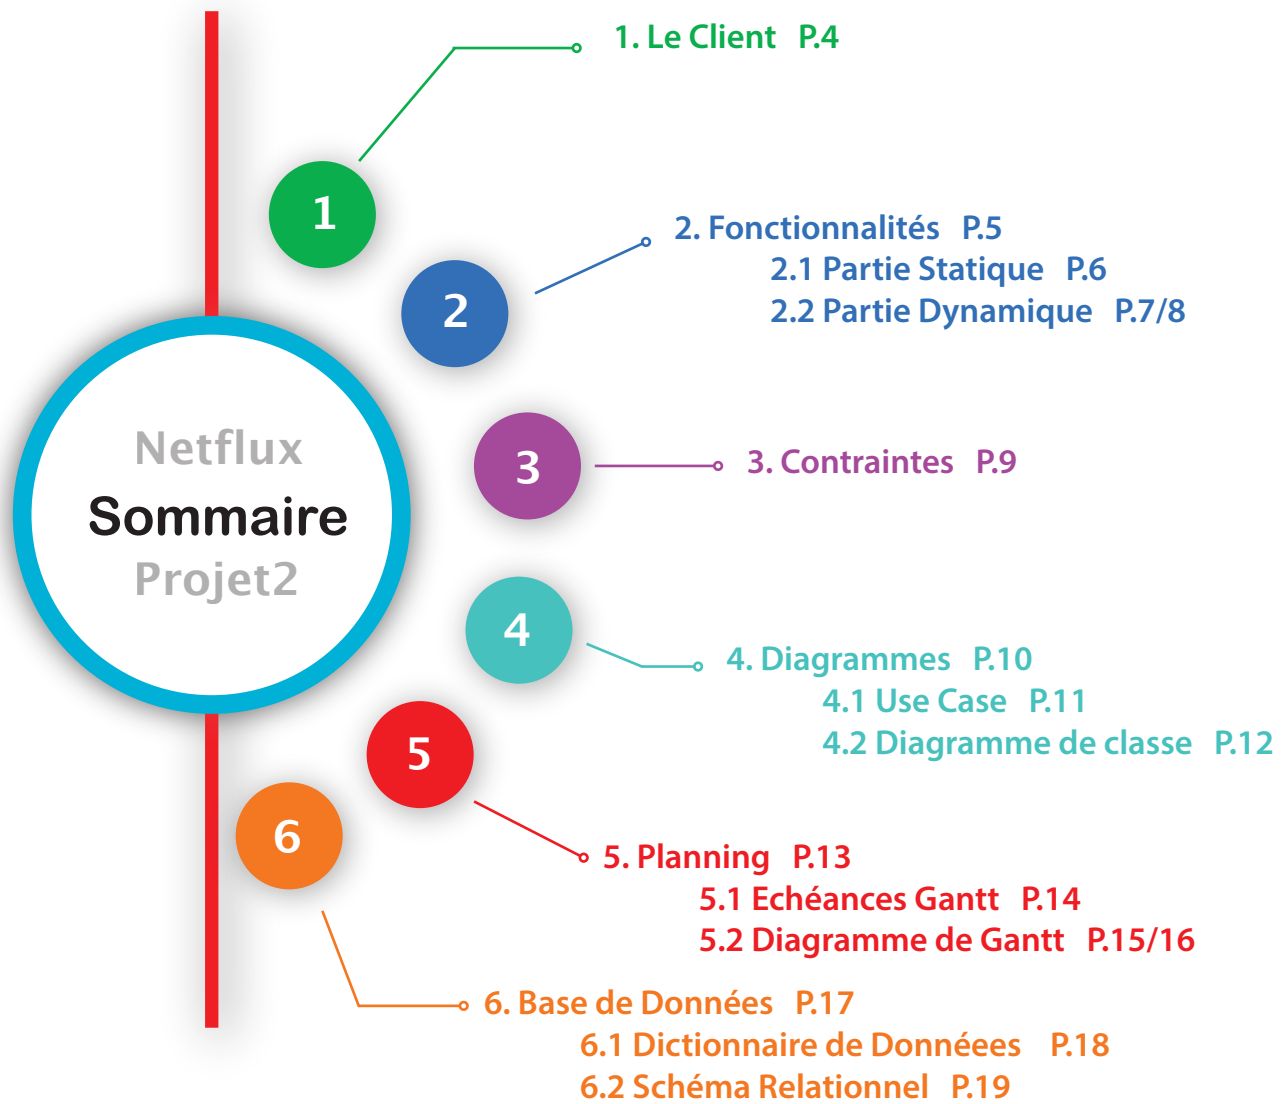 1. Le Client P.4
1
2. Fonctionnalités P.5
2.1 Partie Statique P.6
2.2 Partie Dynamique P.7/8
2
Netflux
Sommaire
Projet2
3
3. Contraintes P.9
4
4. Diagrammes P.10
4.1 Use Case P.11
4.2 Diagramme de classe P.12
5
5. Planning P.13
5.1 Echéances Gantt P.14
5.2 Diagramme de Gantt P.15/16
6
6. Base de Données P.17
6.1 Dictionnaire de Donnéees P.18
6.2 Schéma Relationnel P.19